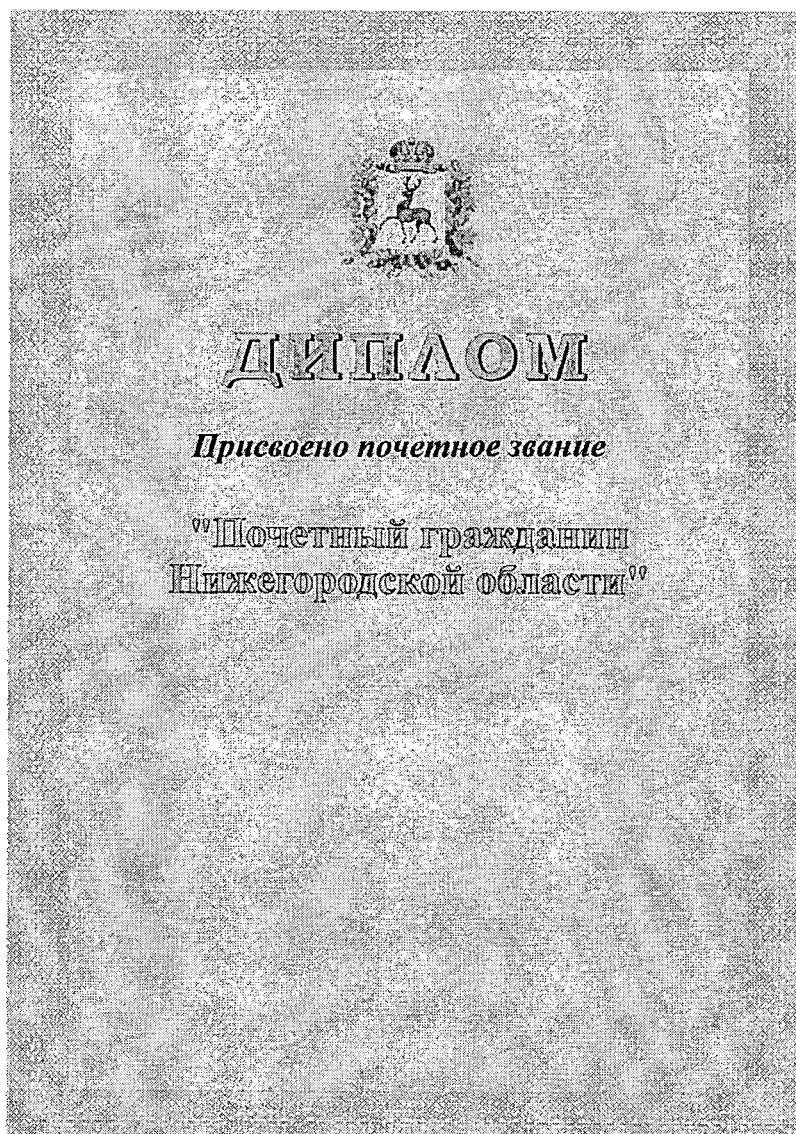 ДИПЛОМ
Присвоено почетное звание
"Почетный гражданин
Нижегородской области"